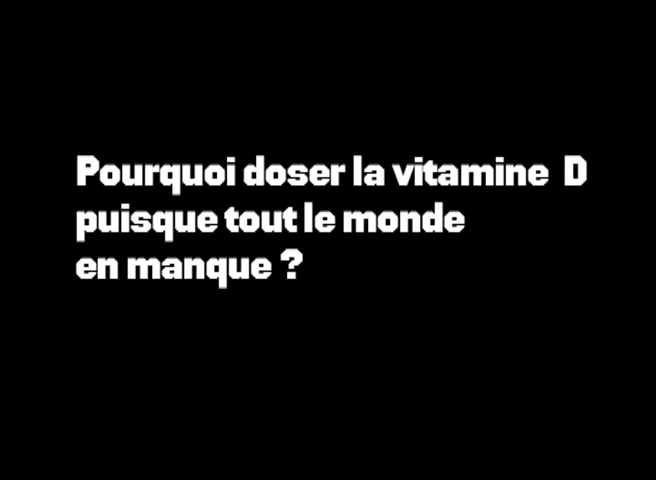 Pourquoi doser la vitamine D
puisque tout le monde
en manque ?